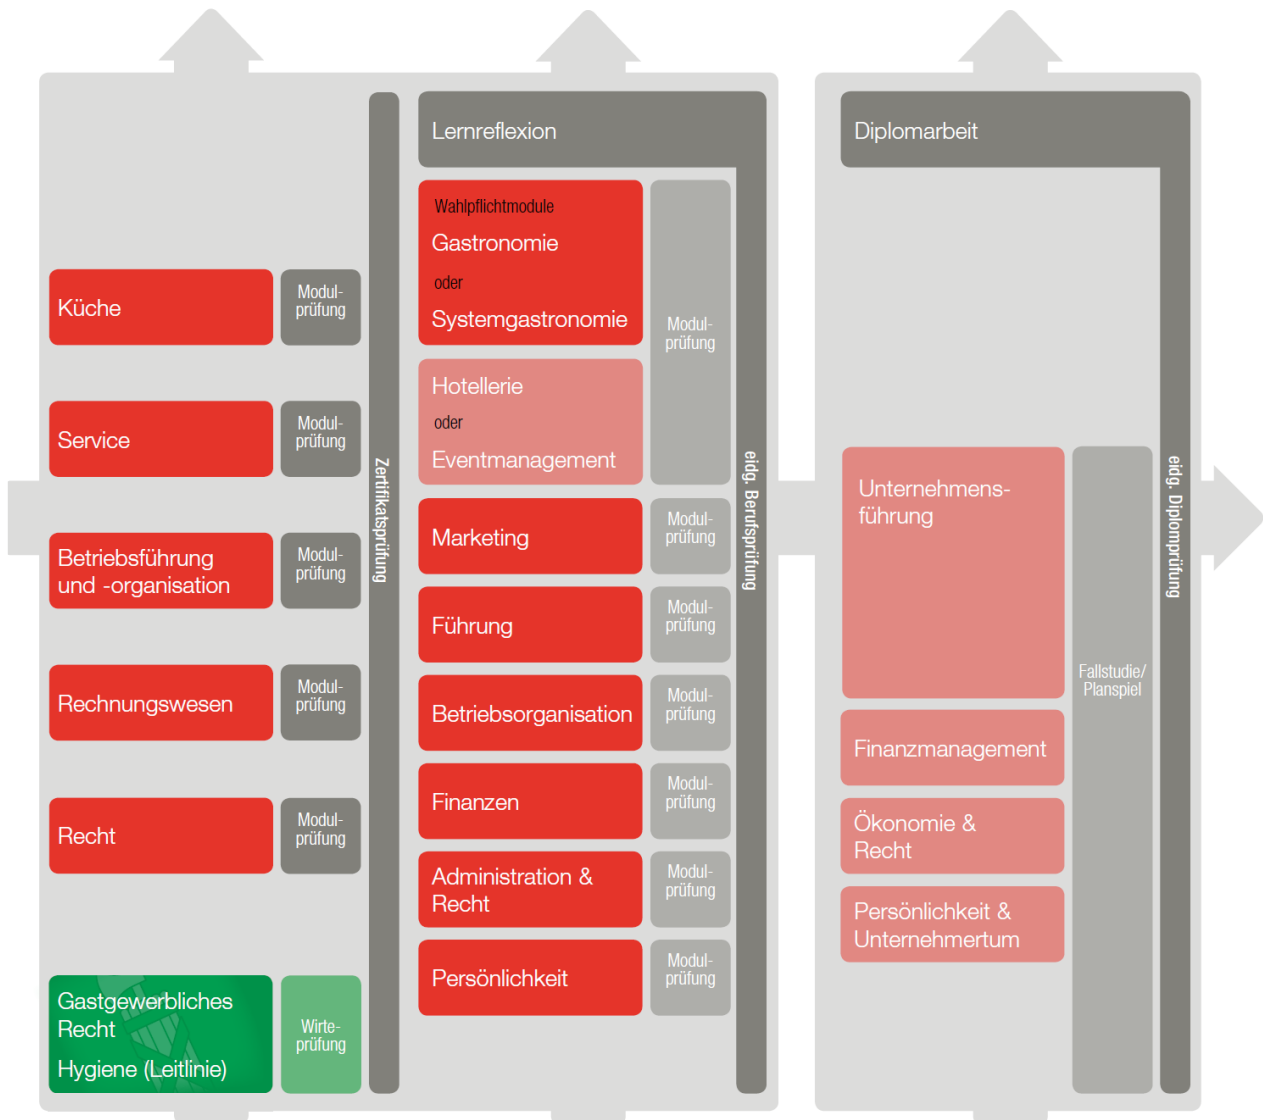 Küche
Modul-
prüfung
Service
Modul-
prüfung
Betriebsführung
und -organisation
Modul-
prüfung
Rechnungswesen
Modul-
prüfung
Recht
Modul-
prüfung
Gastgewerbliches
Recht
Hygiene (Leitlinie)
Wirte-
prüfung
Zertifikatsprüfung
Lernreflexion
Wahlpflichtmodule
Gastronomie
oder
Systemgastronomie
Hotellerie
oder
Eventmanagement
Modul-
prüfung
Marketing
Modul-
prüfung
Führung
Modul-
prüfung
Betriebsorganisation
Modul-
prüfung
Finanzen
Modul-
prüfung
Administration &
Recht
Modul-
prüfung
Persönlichkeit
Modul-
prüfung
eidg. Berufsprüfung
Diplomarbeit
Unternehmens-
führung
Finanzmanagement
Ökonomie &
Recht
Persönlichkeit &
Unternehmertum
Fallstudie/
Planspiel
eidg. Diplomprüfung